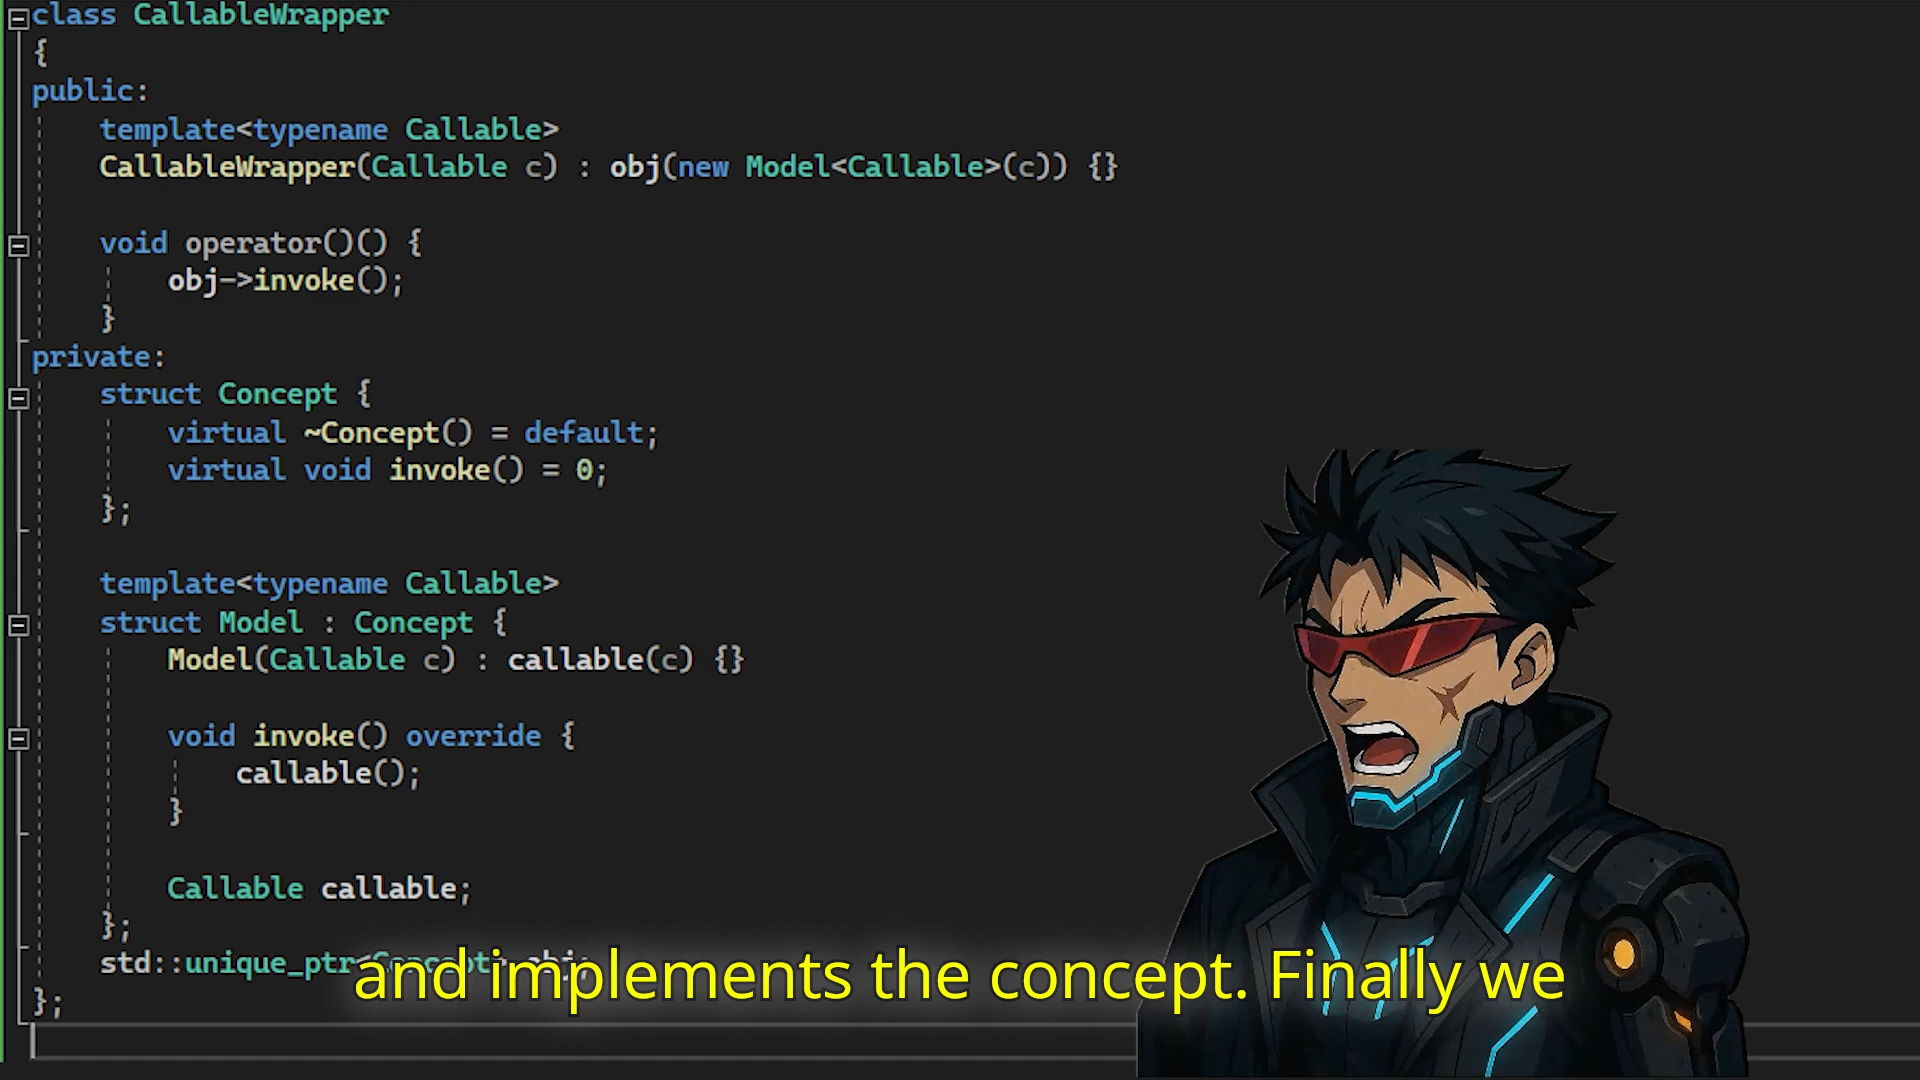 class CallableWrapper
{
public:
    template<typename Callable>
    CallableWrapper(Callable c) : obj(new Model<Callable>(c)) {}
    void operator()() {
        obj->invoke();
    }
private:
    struct Concept {
        virtual ~Concept() = default;
        virtual void invoke() = 0;
    };
    template<typename Callable>
    struct Model : Concept {
        Model(Callable c) : callable(c) {}
        void invoke() override {
            callable();
        }
        Callable callable;
    };
    std::unique_ptr<Concept> obj;
};
and implements the concept. Finally we